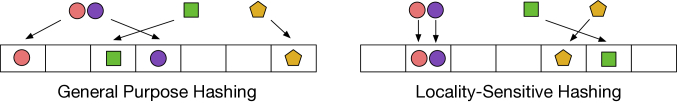 General Purpose Hashing
Locality-Sensitive Hashing